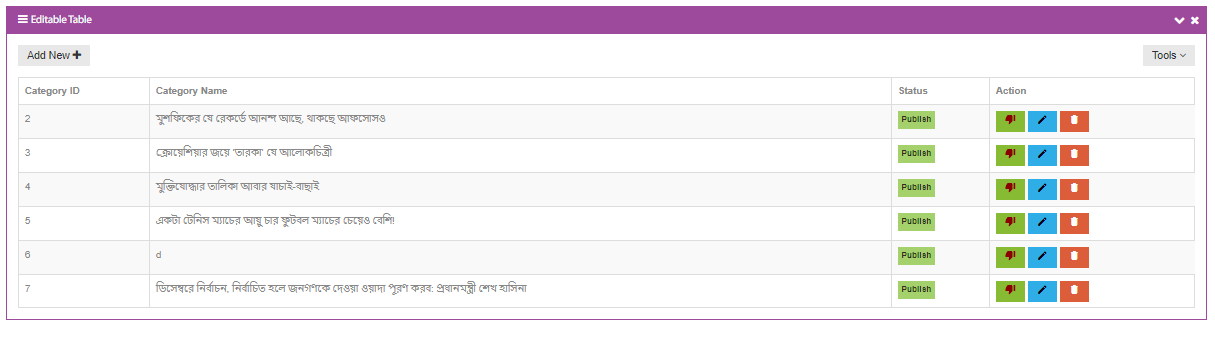 Editable Table
Add New
Tools
Category ID Category Name Status Action
2 মুশফিকের যে রেকর্ডে আনন্দ আছে, থাকছে আফসোসও Publish
3 ক্রোয়েশিয়ার জয়ে 'তারকা' যে আলোকচিত্রী Publish
4 মুক্তিযোদ্ধার তালিকা আবার যাচাই-বাছাই Publish
5 একটা টেনিস ম্যাচের আয়ু চার ফুটবল ম্যাচের চেয়েও বেশি! Publish
6 d Publish
7 ডিসেম্বরে নির্বাচন, নির্বাচিত হলে জনগণকে দেওয়া ওয়াদা পূরণ করব: প্রধানমন্ত্রী শেখ হাসিনা Publish